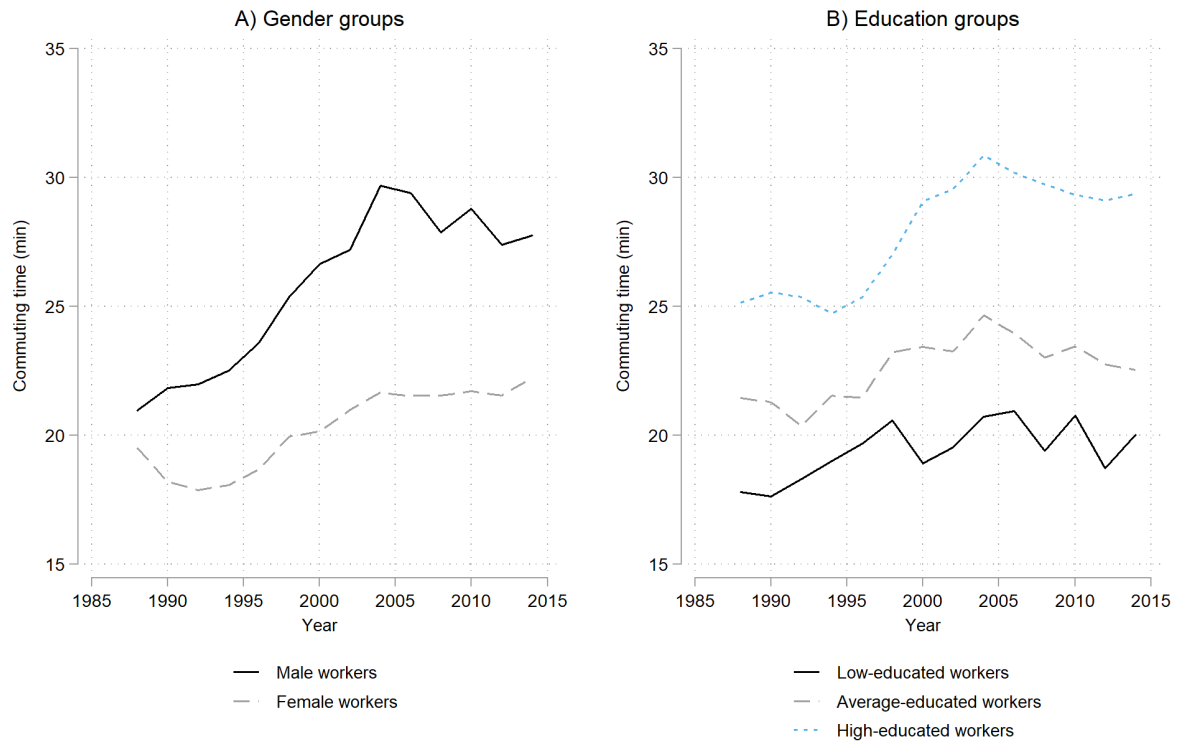 A) Gender groups
35
30
25
20
15
Commuting time (min)
1985 1990 1995 2000 2005 2010 2015
Year
Male workers
Female workers
B) Education groups
35
30
25
20
15
Commuting time (min)
1985 1990 1995 2000 2005 2010 2015
Year
Low-educated workers
Average-educated workers
High-educated workers